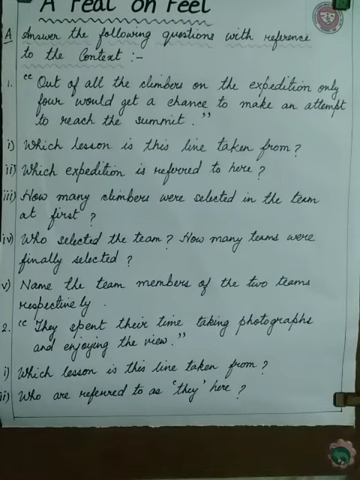 A Feat on Feet
A Answer the following questions with reference
to the Context :-
1. "Out of all the climbers on the expedition only
four would get a chance to make an attempt
to reach the summit."
i) Which lesson is this line taken from ?
ii) Which expedition is referred to here ?
iii) How many climbers were selected in the team
at first ?
iv) Who selected the team ? How many teams were
finally selected ?
v) Name the team members of the two teams
respectively.
2. "They spent their time taking photographs
and enjoying the view."
i) Which lesson is this line taken from ?
ii) Who are referred to as 'they' here ?